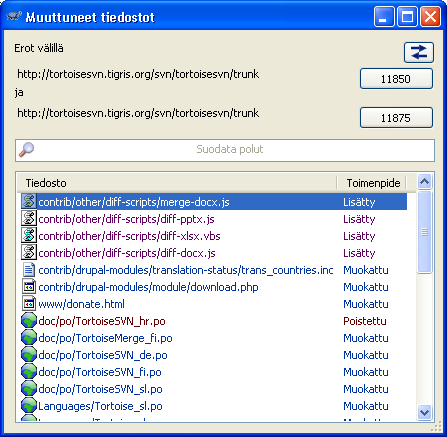 Muuttuneet tiedostot
Erot välillä
http://tortoisesvn.tigris.org/svn/tortoisesvn/trunk
11850
ja
http://tortoisesvn.tigris.org/svn/tortoisesvn/trunk
11875
Suodata polut
Tiedosto Toimenpide
contrib/other/diff-scripts/merge-docx.js Lisätty
contrib/other/diff-scripts/diff-pptx.js Lisätty
contrib/other/diff-scripts/diff-xlsx.vbs Lisätty
contrib/other/diff-scripts/diff-docx.js Lisätty
contrib/drupal-modules/translation-status/trans_countries.inc Muokattu
contrib/drupal-modules/module/download.php Muokattu
www/donate.html Muokattu
doc/po/TortoiseSVN_hr.po Poistettu
doc/po/TortoiseMerge_fi.po Muokattu
doc/po/TortoiseSVN_de.po Muokattu
doc/po/TortoiseSVN_fi.po Muokattu
doc/po/TortoiseSVN_sl.po Muokattu
Languages/Tortoise_sl.po Muokattu